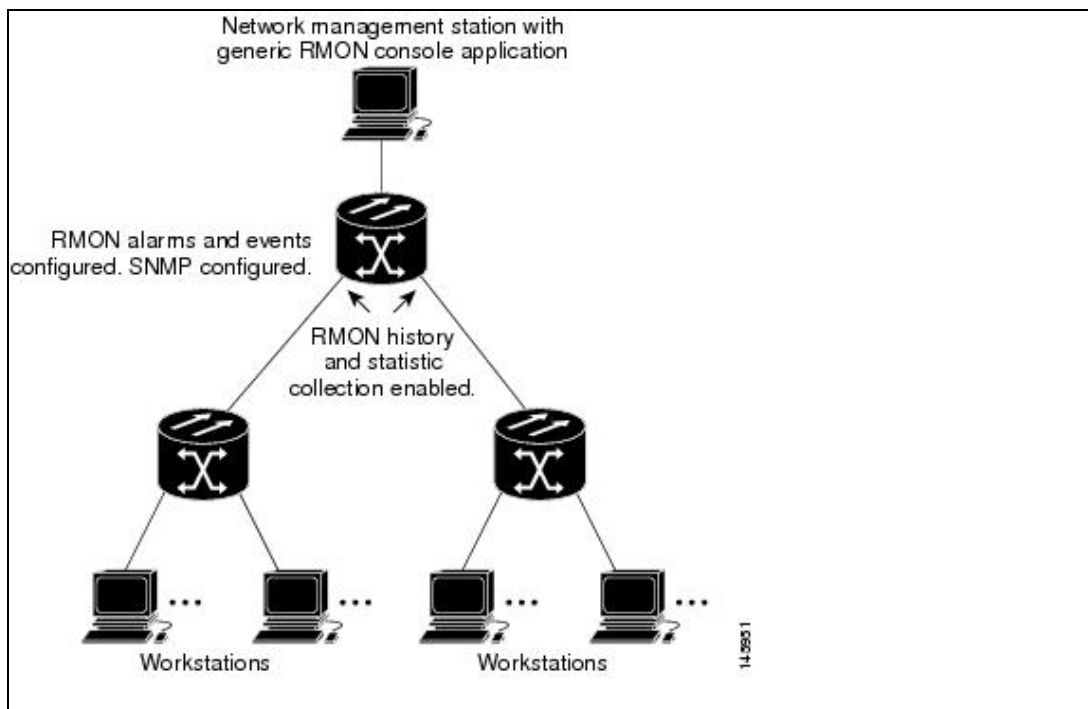 Network management station with
generic RMON console application
RMON alarms and events
configured. SNMP configured.
RMON history
and statistic
collection enabled.
Workstations
Workstations
145951